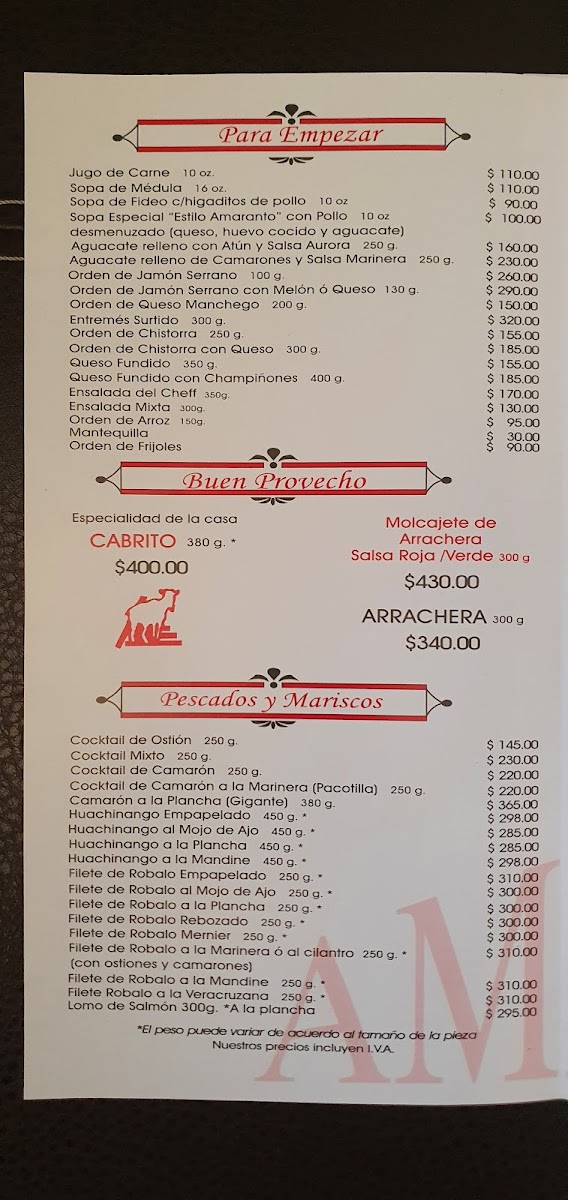 Para Empezar
Jugo de Carne 10 oz. $ 110.00
Sopa de Médula 16 oz. $ 110.00
Sopa de Fideo c/higaditos de pollo 10 oz $ 90.00
Sopa Especial "Estilo Amaranto" con Pollo 10 oz $ 100.00
desmenuzado (queso, huevo cocido y aguacate)
Aguacate relleno con Atún y Salsa Aurora 250 g. $ 160.00
Aguacate relleno de Camarones y Salsa Marinera 250 g. $ 230.00
Orden de Jamón Serrano 100 g. $ 260.00
Orden de Jamón Serrano con Melón ó Queso 130 g. $ 290.00
Orden de Queso Manchego 200 g. $ 150.00
Entremés Surtido 300 g. $ 320.00
Orden de Chistorra 250 g. $ 155.00
Orden de Chistorra con Queso 300 g. $ 185.00
Queso Fundido 350 g. $ 155.00
Queso Fundido con Champiñones 400 g. $ 185.00
Ensalada del Cheff 350g. $ 170.00
Ensalada Mixta 300g. $ 130.00
Orden de Arroz 150g. $ 95.00
Mantequilla $ 30.00
Orden de Frijoles $ 90.00
Buen Provecho
Especialidad de la casa
CABRITO 380 g. *
$400.00
Molcajete de
Arrachera
Salsa Roja /Verde 300 g
$430.00
ARRACHERA 300 g
$340.00
Pescados y Mariscos
Cocktail de Ostión 250 g. $ 145.00
Cocktail Mixto 250 g. $ 230.00
Cocktail de Camarón 250 g. $ 220.00
Cocktail de Camarón a la Marinera (Pacotilla) 250 g. $ 220.00
Camarón a la Plancha (Gigante) 380 g. $ 365.00
Huachinango Empapelado 450 g. * $ 298.00
Huachinango al Mojo de Ajo 450 g. * $ 285.00
Huachinango a la Plancha 450 g. * $ 285.00
Huachinango a la Mandine 450 g. * $ 298.00
Filete de Robalo Empapelado 250 g. * $ 310.00
Filete de Robalo al Mojo de Ajo 250 g. * $ 300.00
Filete de Robalo a la Plancha 250 g. * $ 300.00
Filete de Robalo Rebozado 250 g. * $ 300.00
Filete de Robalo Mernier 250 g. * $ 300.00
Filete de Robalo a la Marinera ó al cilantro 250 g. * $ 310.00
(con ostiones y camarones)
Filete de Robalo a la Mandine 250 g. * $ 310.00
Filete Robalo a la Veracruzana 250 g. * $ 310.00
Lomo de Salmón 300g. *A la plancha $ 295.00
*El peso puede variar de acuerdo al tamaño de la pieza
Nuestros precios incluyen I.V.A.
AM